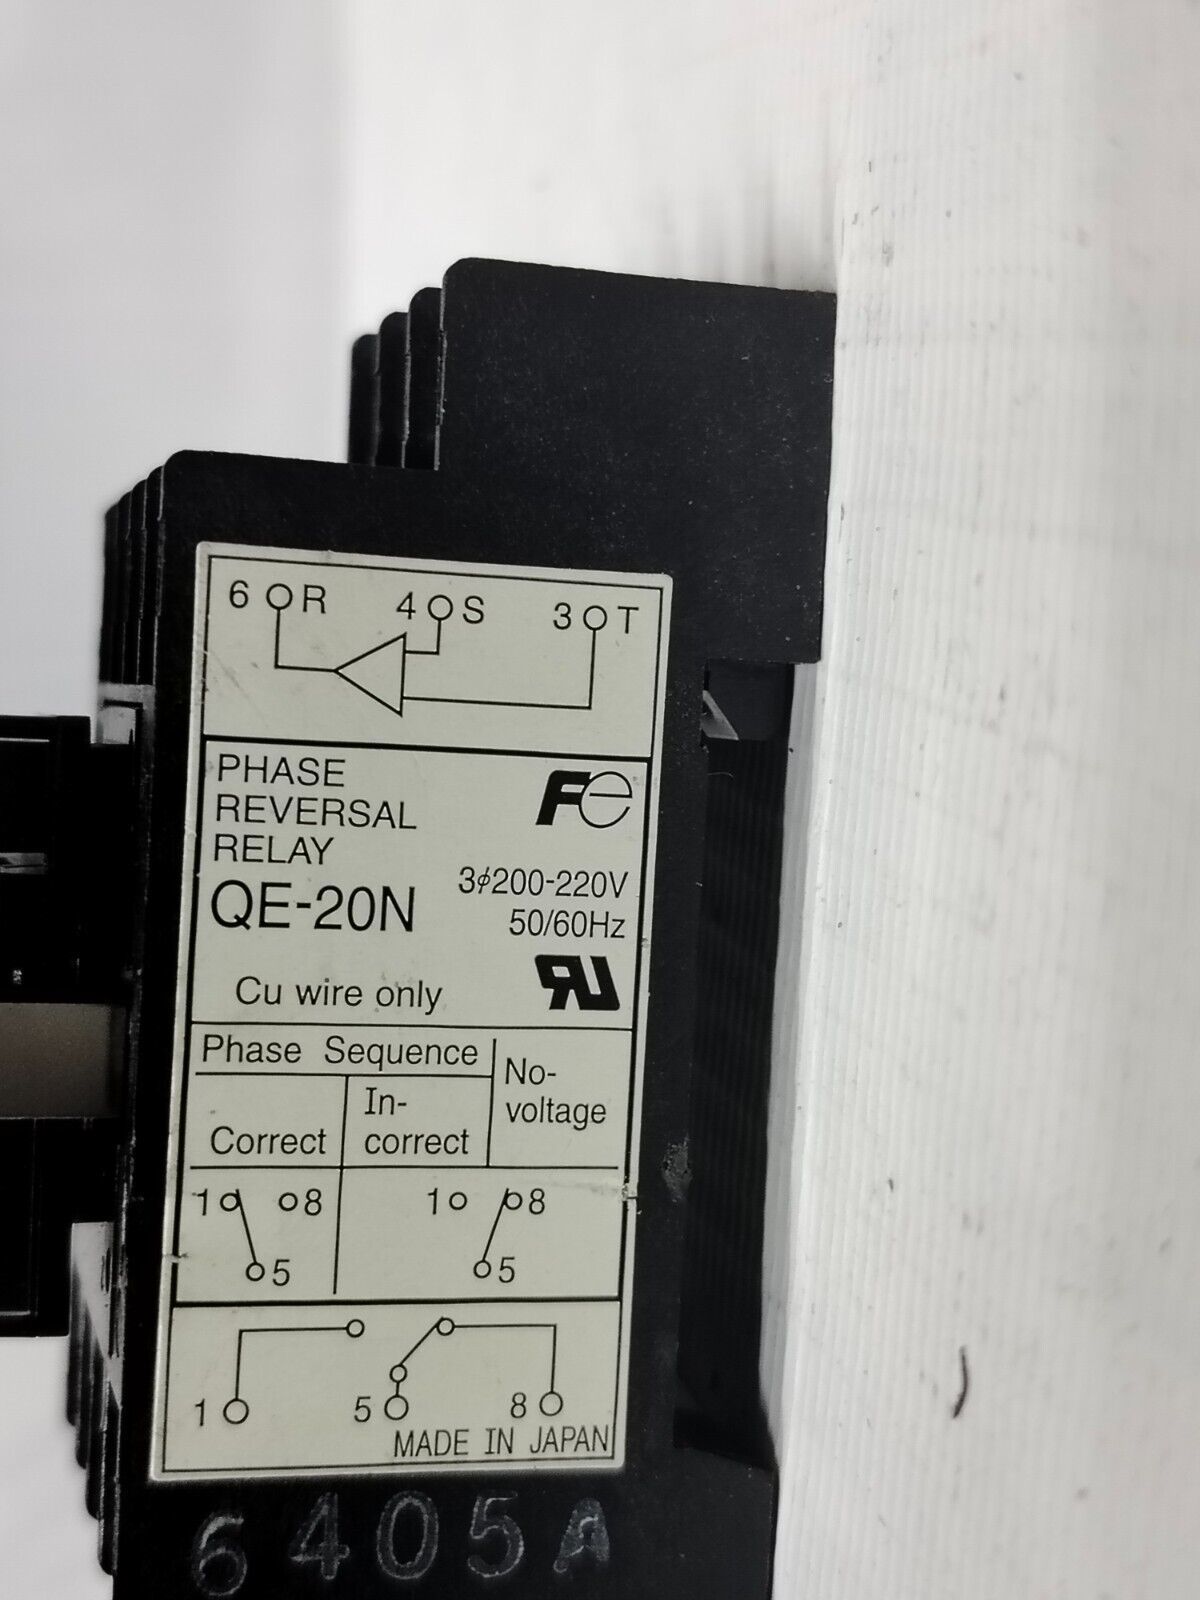 6 R 4 S 3 T
PHASE
REVERSAL
RELAY
Fe
QE-20N
3φ200-220V
50/60Hz
Cu wire only
RU
Phase Sequence
No-
voltage
Correct
In-
correct
1 8 1 8
5 5
1 5 8
MADE IN JAPAN
6405A